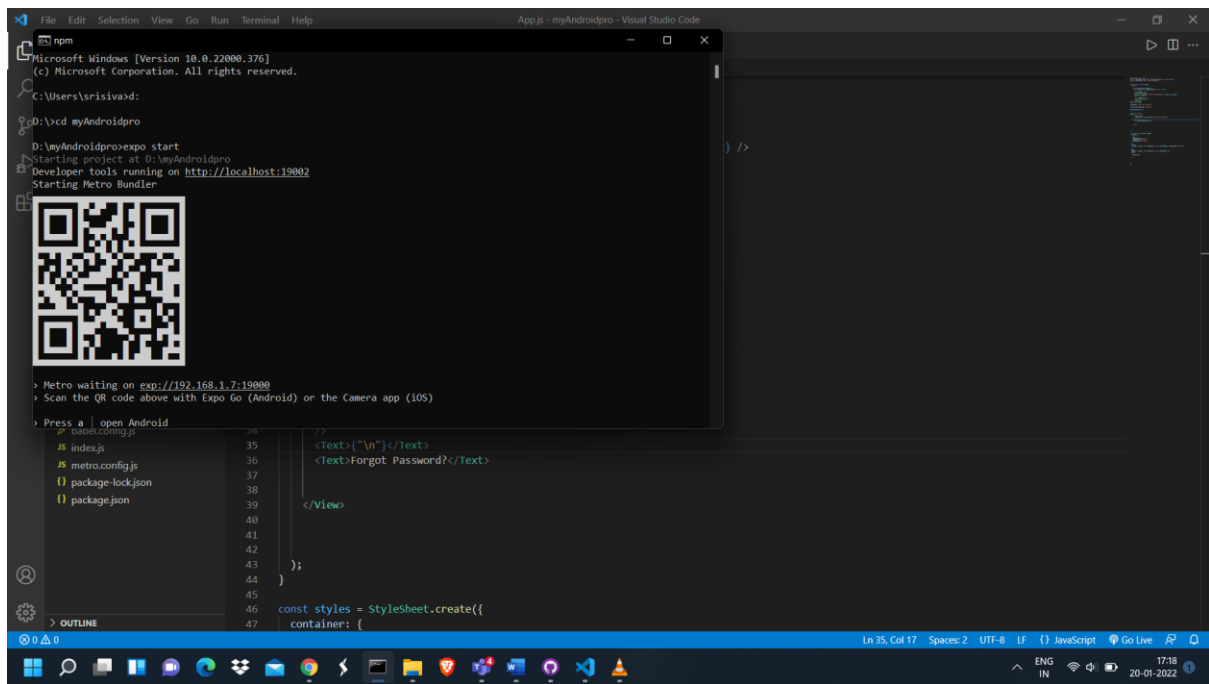 File Edit Selection View Go Run Terminal Help
App.js - myAndroidpro - Visual Studio Code
npm
Microsoft Windows [Version 10.0.22000.376]
(c) Microsoft Corporation. All rights reserved.
C:\Users\srisiva>d:
D:\>cd myAndroidpro
D:\myAndroidpro>expo start
Starting project at D:\myAndroidpro
Developer tools running on http://localhost:19002
Starting Metro Bundler
› Metro waiting on exp://192.168.1.7:19000
› Scan the QR code above with Expo Go (Android) or the Camera app (iOS)
› Press a │ open Android
} />
babel.config.js
JS index.js
JS metro.config.js
{} package-lock.json
{} package.json
> OUTLINE
34 />
35 <Text>{"\n"}</Text>
36 <Text>Forgot Password?</Text>
37
38
39 </View>
40
41
42
43 );
44 }
45
46 const styles = StyleSheet.create({
47 container: {
0 0
Ln 35, Col 17 Spaces: 2 UTF-8 LF {} JavaScript Go Live
ENG
IN
17:18
20-01-2022
1